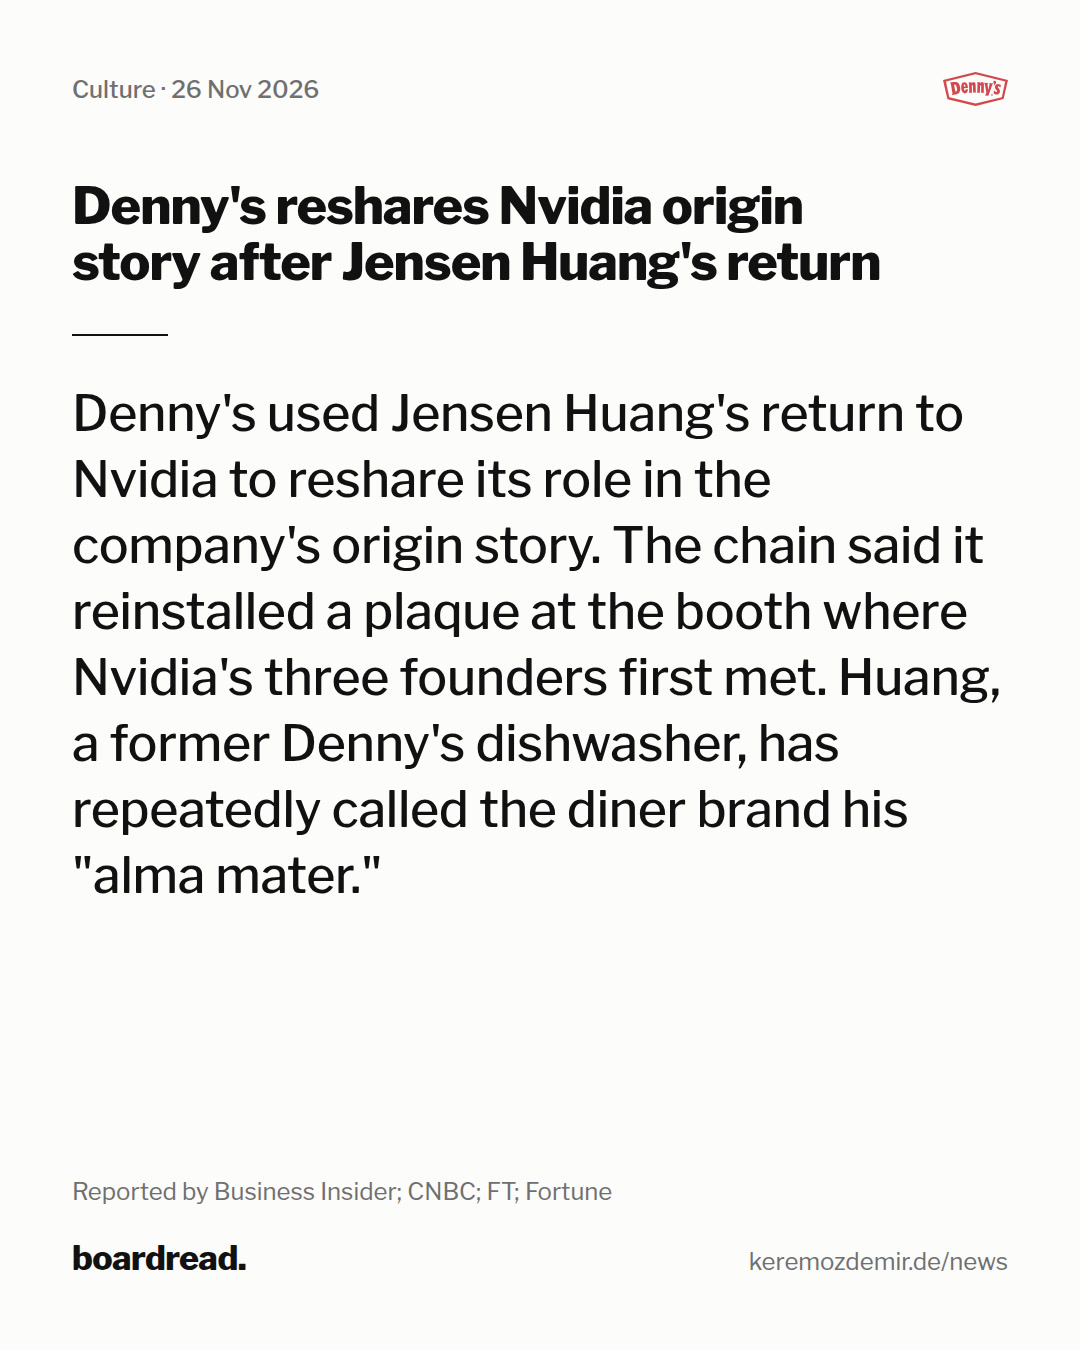 Culture · 26 Nov 2026
Denny's
Denny's reshares Nvidia origin
story after Jensen Huang's return
Denny's used Jensen Huang's return to
Nvidia to reshare its role in the
company's origin story. The chain said it
reinstalled a plaque at the booth where
Nvidia's three founders first met. Huang,
a former Denny's dishwasher, has
repeatedly called the diner brand his
"alma mater."
Reported by Business Insider; CNBC; FT; Fortune
boardread.
keremozdemir.de/news